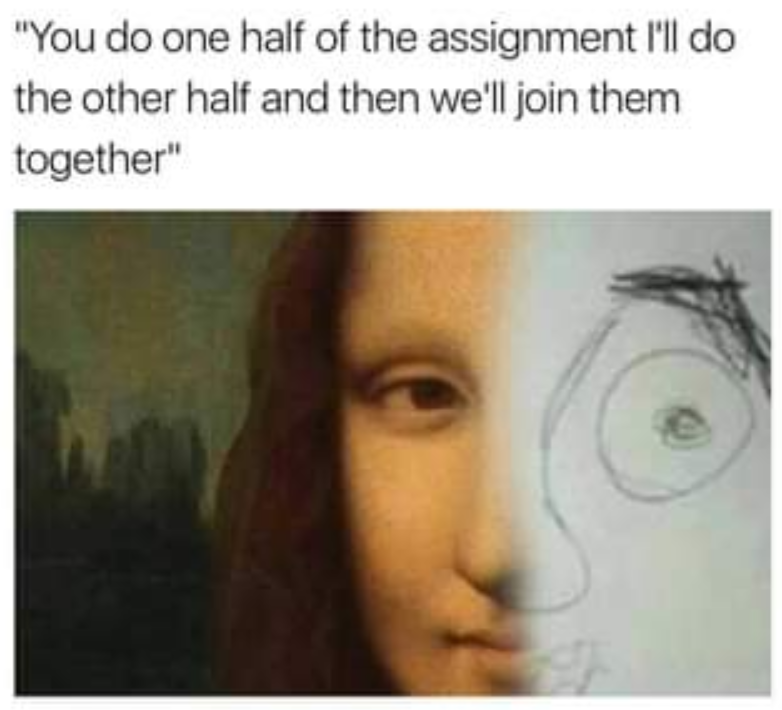 "You do one half of the assignment I'll do
the other half and then we'll join them
together"